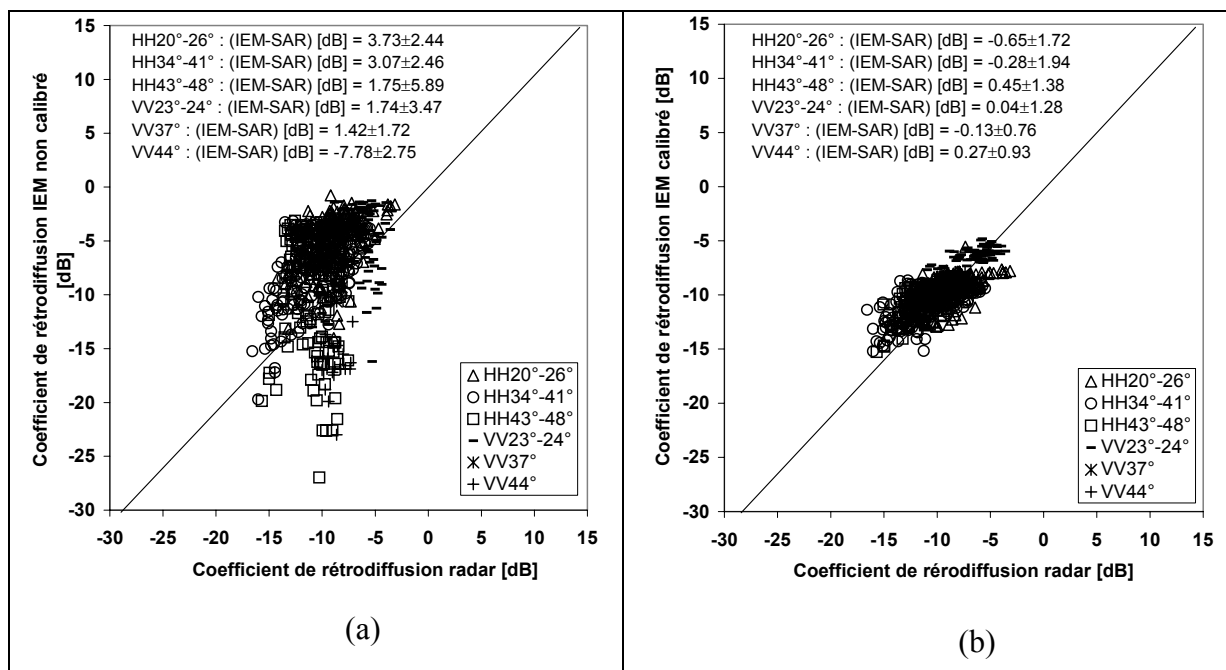 15
10
5
0
-5
-10
-15
-20
-25
-30
Coefficient de rétrodiffusion IEM non calibré
[dB]
HH20°-26° : (IEM-SAR) [dB] = 3.73±2.44
HH34°-41° : (IEM-SAR) [dB] = 3.07±2.46
HH43°-48° : (IEM-SAR) [dB] = 1.75±5.89
VV23°-24° : (IEM-SAR) [dB] = 1.74±3.47
VV37° : (IEM-SAR) [dB] = 1.42±1.72
VV44° : (IEM-SAR) [dB] = -7.78±2.75
HH20°-26°
HH34°-41°
HH43°-48°
VV23°-24°
VV37°
VV44°
-30 -25 -20 -15 -10 -5 0 5 10 15
Coefficient de rétrodiffusion radar [dB]
(a)
15
10
5
0
-5
-10
-15
-20
-25
-30
Coefficient de rétrodiffusion IEM calibré [dB]
HH20°-26° : (IEM-SAR) [dB] = -0.65±1.72
HH34°-41° : (IEM-SAR) [dB] = -0.28±1.94
HH43°-48° : (IEM-SAR) [dB] = 0.45±1.38
VV23°-24° : (IEM-SAR) [dB] = 0.04±1.28
VV37° : (IEM-SAR) [dB] = -0.13±0.76
VV44° : (IEM-SAR) [dB] = 0.27±0.93
HH20°-26°
HH34°-41°
HH43°-48°
VV23°-24°
VV37°
VV44°
-30 -25 -20 -15 -10 -5 0 5 10 15
Coefficient de rérodiffusion radar [dB]
(b)